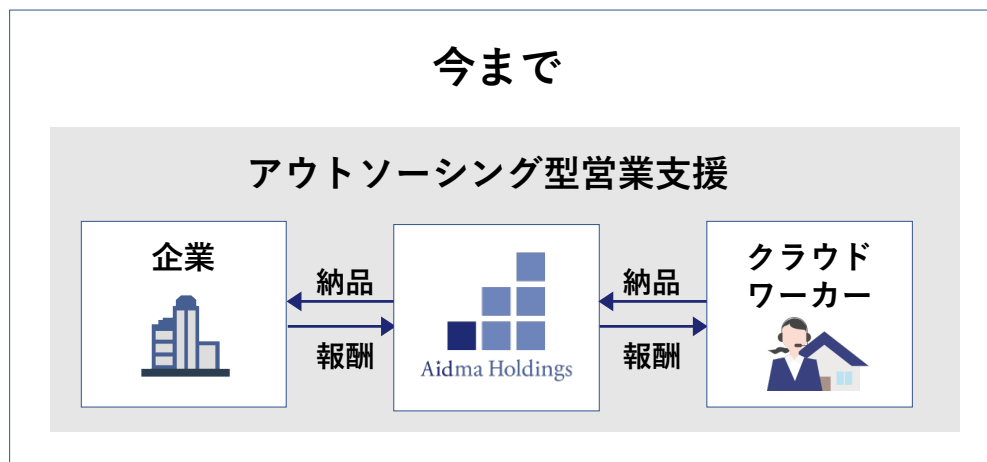 今まで
アウトソーシング型営業支援
企業
納品
報酬
Aidma Holdings
納品
報酬
クラウド
ワーカー